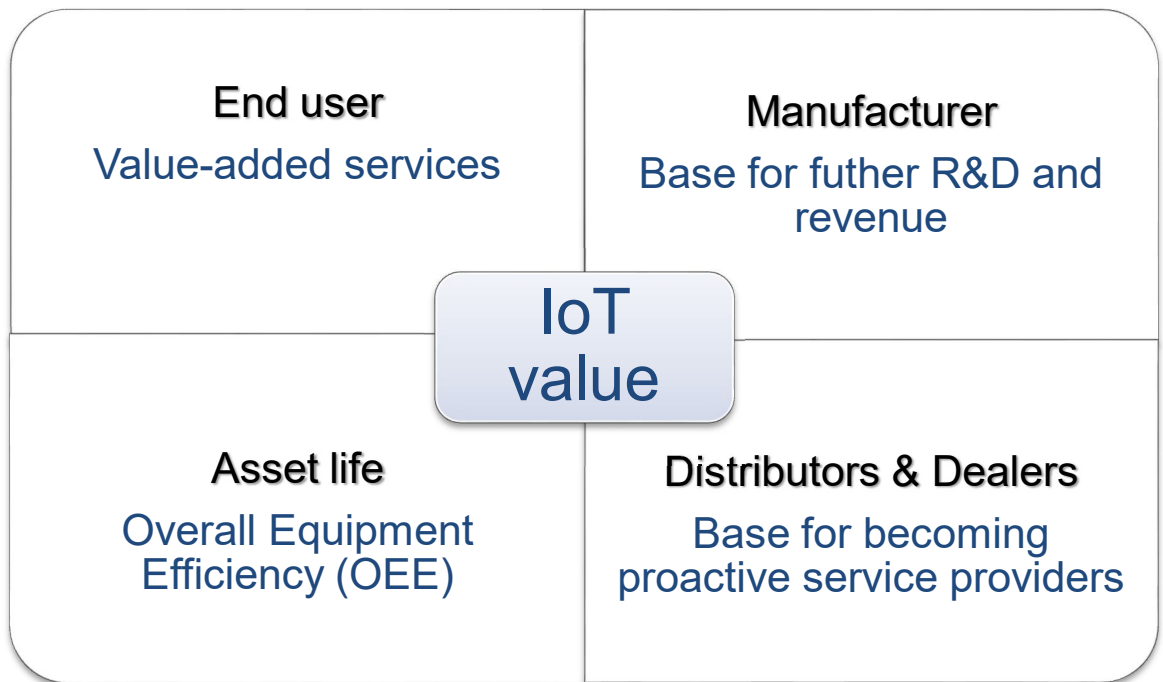 End user
Value-added services
Manufacturer
Base for futher R&D and
revenue
IoT
value
Asset life
Overall Equipment
Efficiency (OEE)
Distributors & Dealers
Base for becoming
proactive service providers